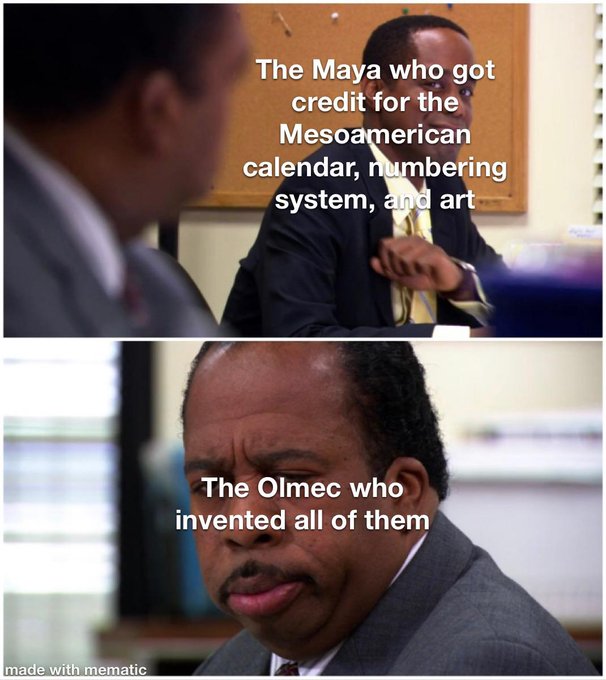 The Maya who got
credit for the
Mesoamerican
calendar, numbering
system, and art
The Olmec who
invented all of them
made with mematic